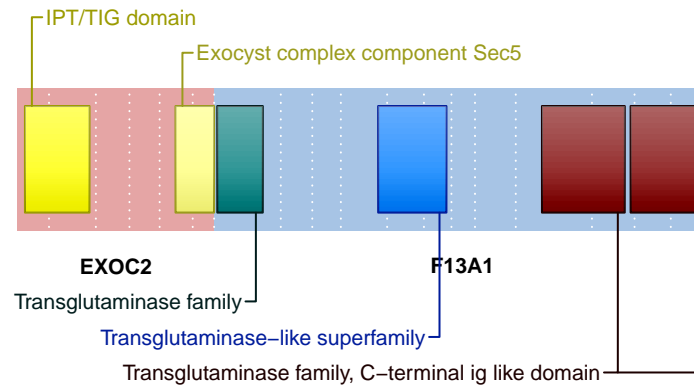 IPT/TIG domain
Exocyst complex component Sec5
EXOC2
F13A1
Transglutaminase family
Transglutaminase−like superfamily
Transglutaminase family, C−terminal ig like domain